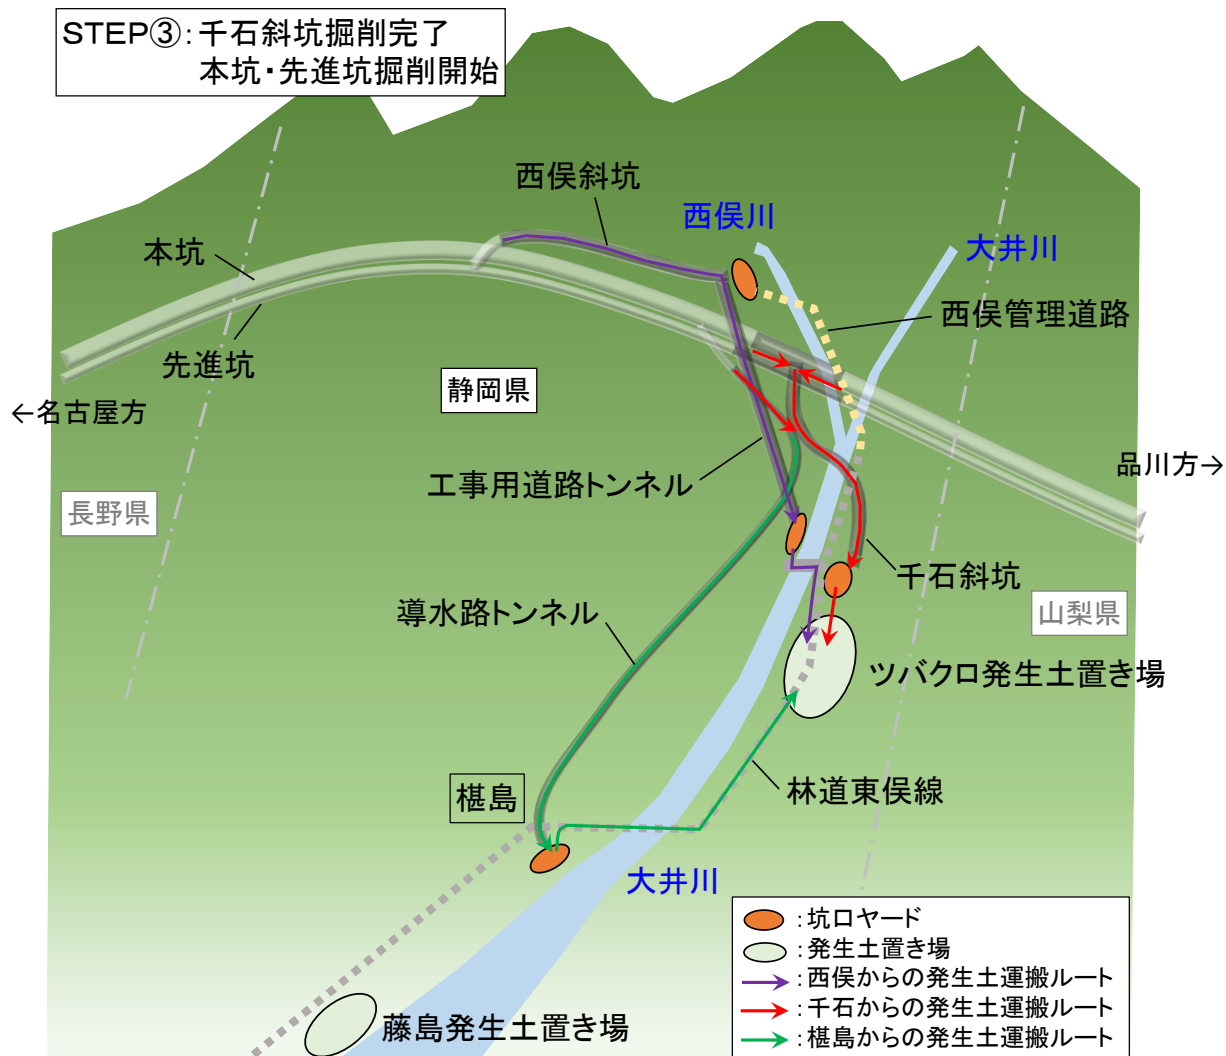 STEP③:千石斜坑掘削完了
本坑・先進坑掘削開始
西俣斜坑
西俣川
大井川
本坑
西俣管理道路
先進坑
静岡県
←名古屋方
品川方→
工事用道路トンネル
長野県
千石斜坑
山梨県
導水路トンネル
ツバクロ発生土置き場
椹島
林道東俣線
大井川
:坑口ヤード
:発生土置き場
:西俣からの発生土運搬ルート
:千石からの発生土運搬ルート
:椹島からの発生土運搬ルート
藤島発生土置き場